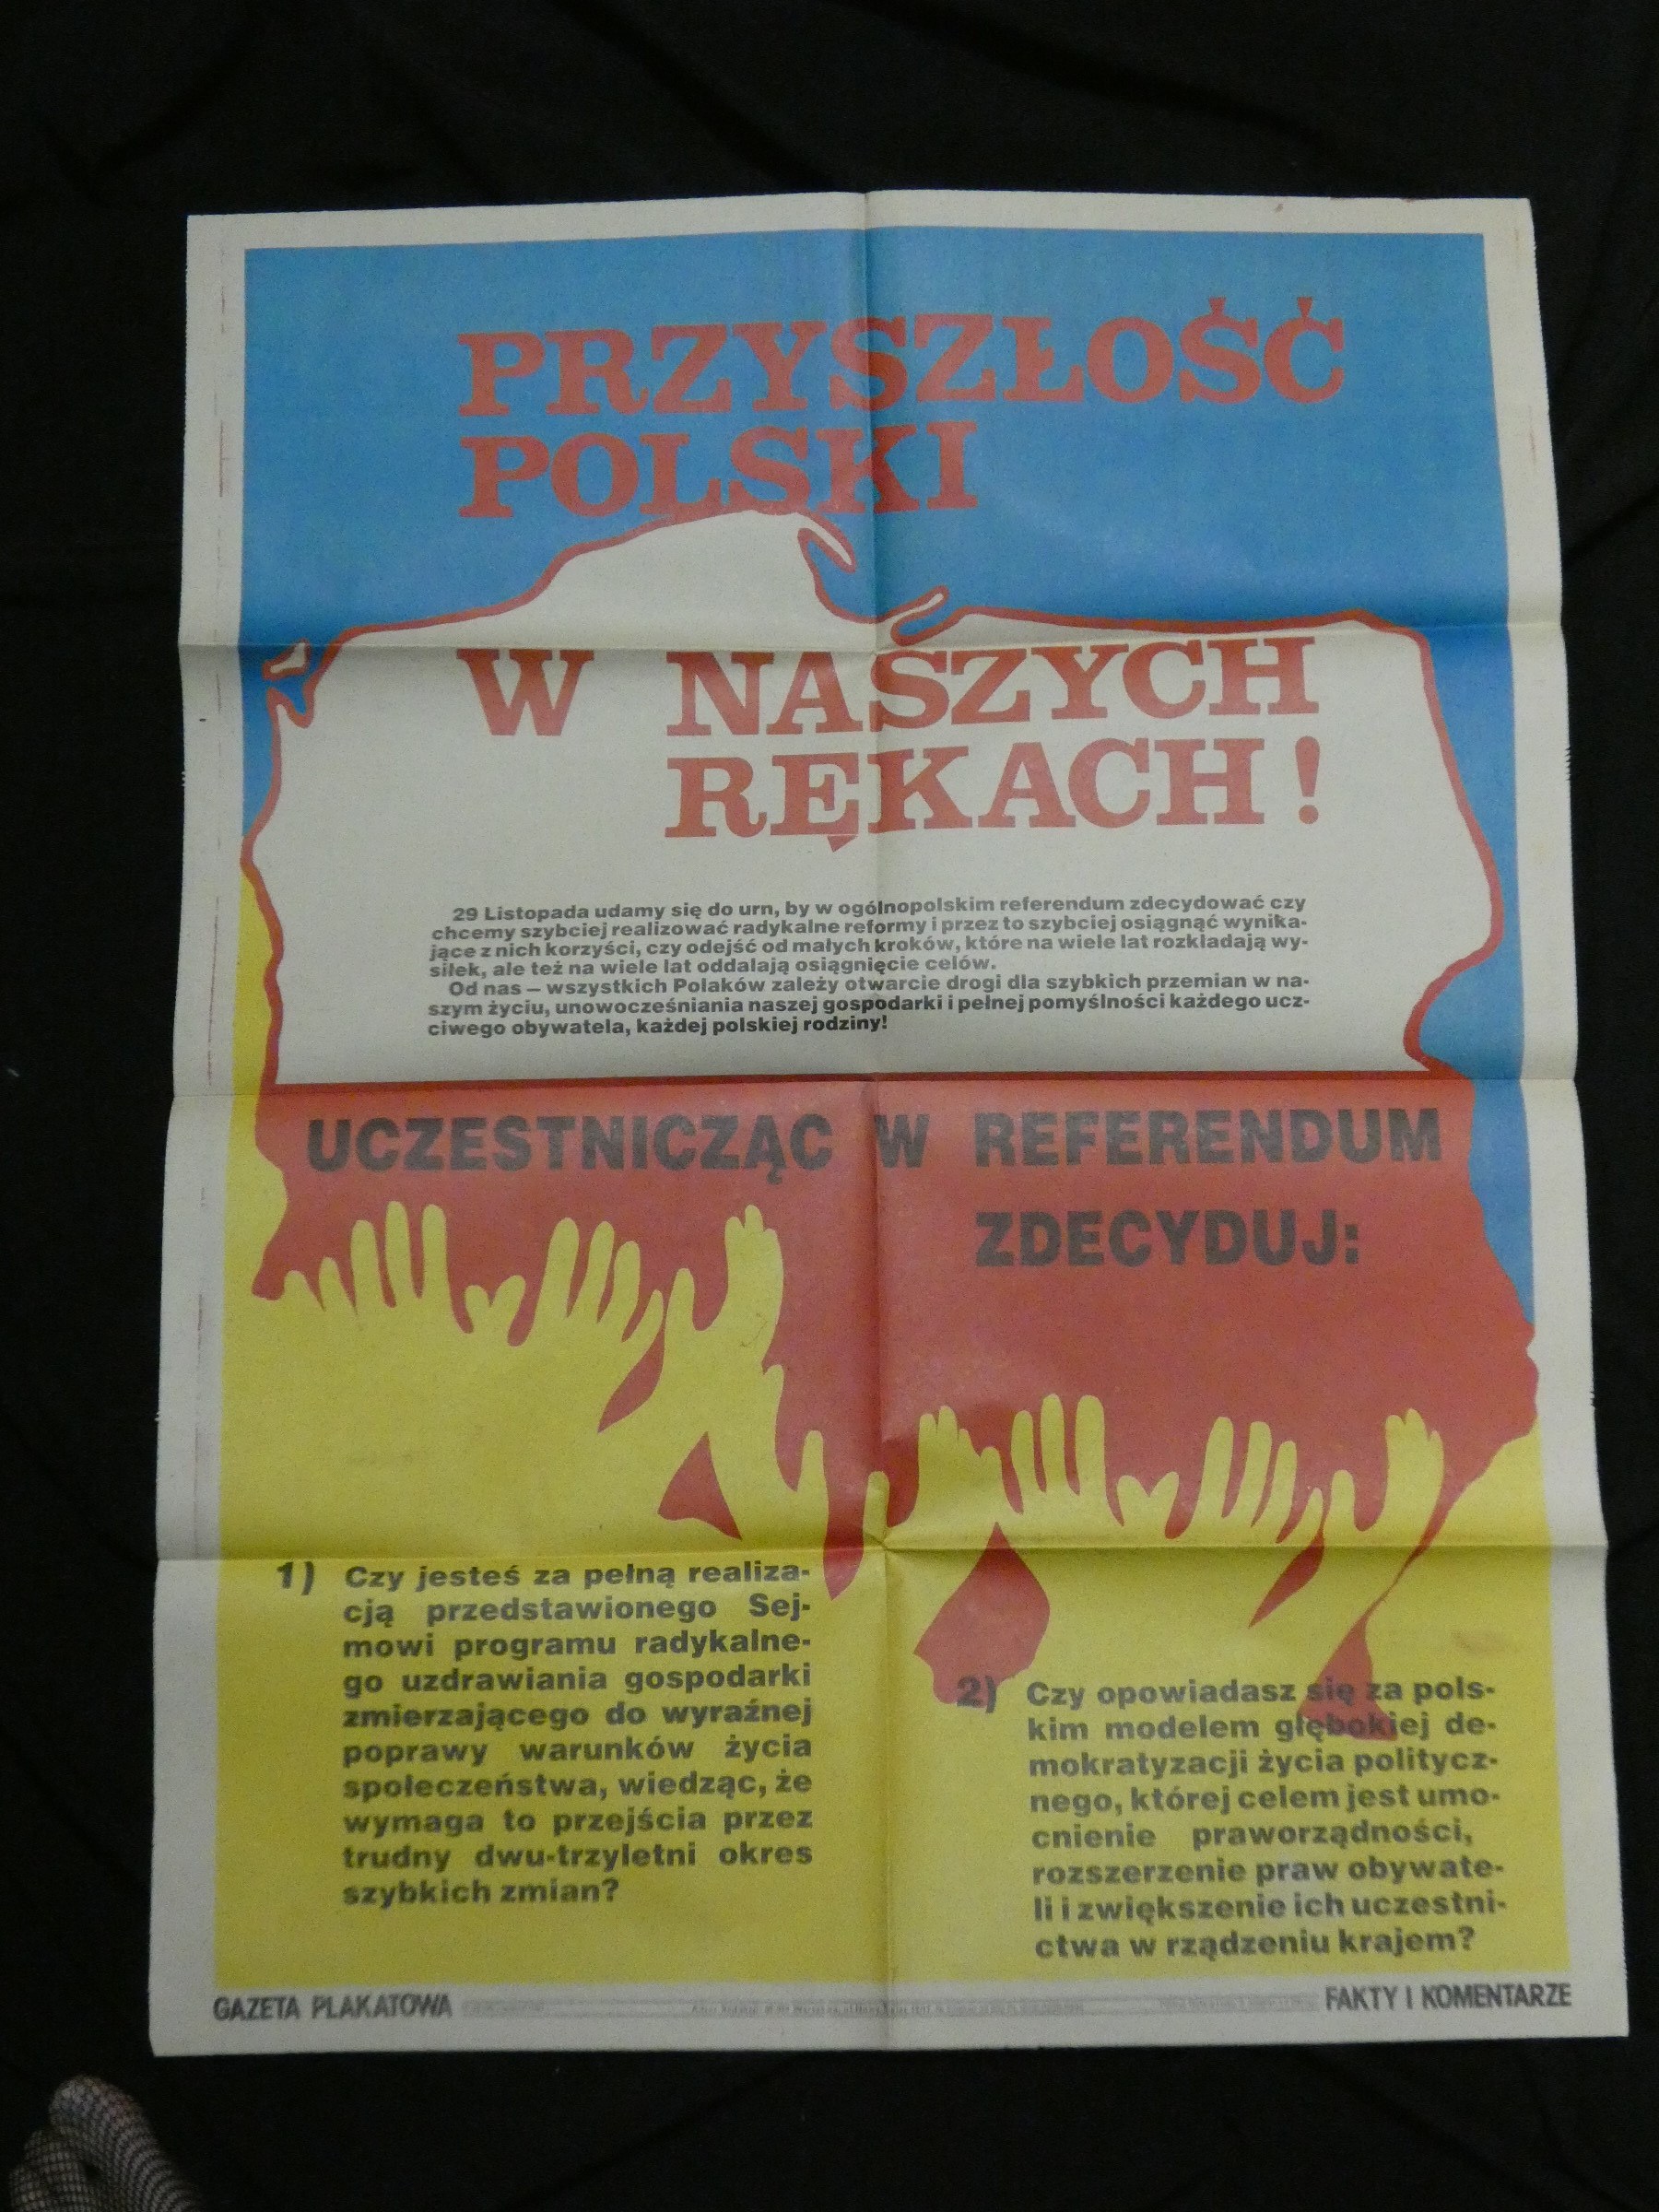 PRZYSZŁOŚĆ
POLSKI
W NASZYCH
RĘKACH!
29 Listopada udamy się do urn, by w ogólnopolskim referendum zdecydować czy
chcemy szybciej realizować radykalne reformy i przez to szybciej osiągnąć wynika-
jące z nich korzyści, czy odejść od małych kroków, które na wiele lat rozkładają wy-
siłek, ale też na wiele lat oddalają osiągnięcie celów.
Od nas – wszystkich Polaków zależy otwarcie drogi dla szybkich przemian w na-
szym życiu, unowocześniania naszej gospodarki i pełnej pomyślności każdego ucz-
ciwego obywatela, każdej polskiej rodziny!
UCZESTNICZĄC W REFERENDUM
ZDECYDUJ:
1) Czy jesteś za pełną realiza-
cją przedstawionego Sej-
mowi programu radykalne-
go uzdrawiania gospodarki
zmierzającego do wyraźnej
poprawy warunków życia
społeczeństwa, wiedząc, że
wymaga to przejścia przez
trudny dwu-trzyletni okres
szybkich zmian?
2) Czy opowiadasz się za pols-
kim modelem głębokiej de-
mokratyzacji życia politycz-
nego, której celem jest umo-
cnienie praworządności,
rozszerzenie praw obywate-
li i zwiększenie ich uczestni-
ctwa w rządzeniu krajem?
GAZETA PLAKATOWA
FAKTY I KOMENTARZE